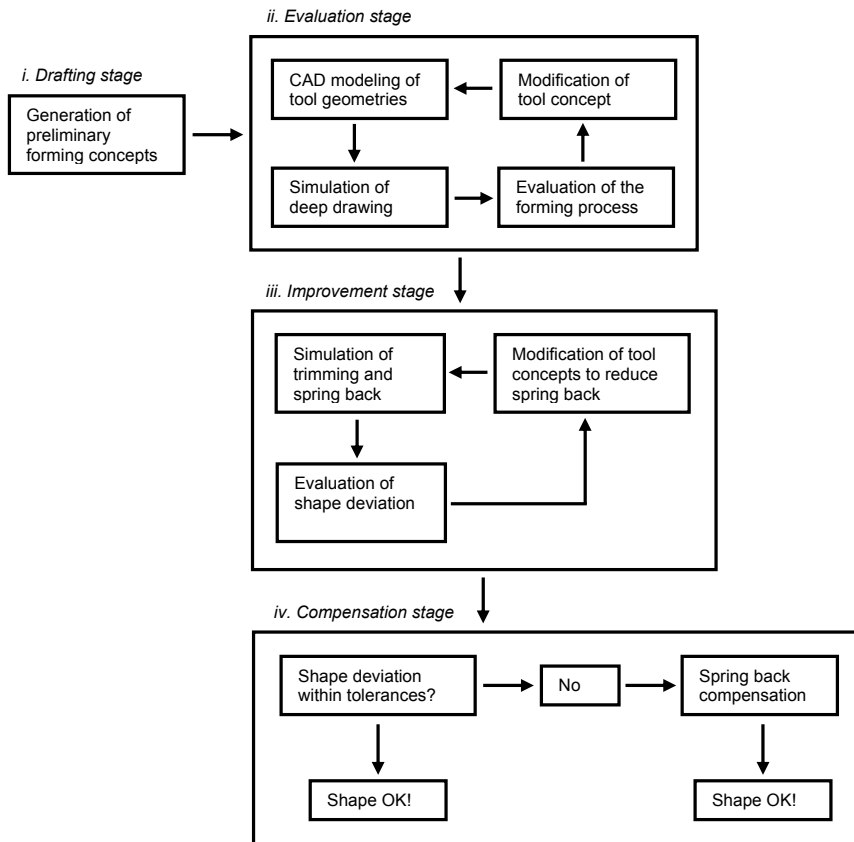 ii. Evaluation stage
i. Drafting stage
Generation of
preliminary
forming concepts
CAD modeling of
tool geometries
Modification of
tool concept
Simulation of
deep drawing
Evaluation of the
forming process
iii. Improvement stage
Simulation of
trimming and
spring back
Modification of tool
concepts to reduce
spring back
Evaluation of
shape deviation
iv. Compensation stage
Shape deviation
within tolerances?
No
Spring back
compensation
Shape OK!
Shape OK!